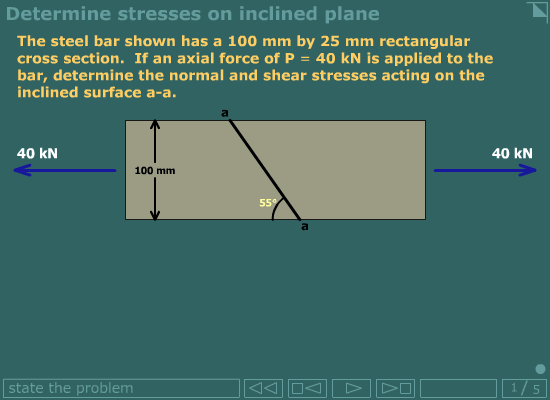 Determine stresses on inclined plane
The steel bar shown has a 100 mm by 25 mm rectangular
cross section.  If an axial force of P = 40 kN is applied to the
bar, determine the normal and shear stresses acting on the
inclined surface a-a.
a
40 kN
40 kN
100 mm
55°
a
state the problem
1 / 5